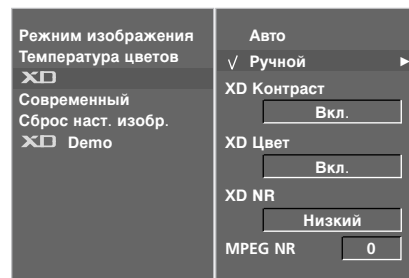 Режим изображения
Температура цветов
XD
Современный
Сброс наст. изобр.
XD Demo
Авто
√ Ручной ►
XD Контраст
Вкл.
XD Цвет
Вкл.
XD NR
Низкий
MPEG NR 0